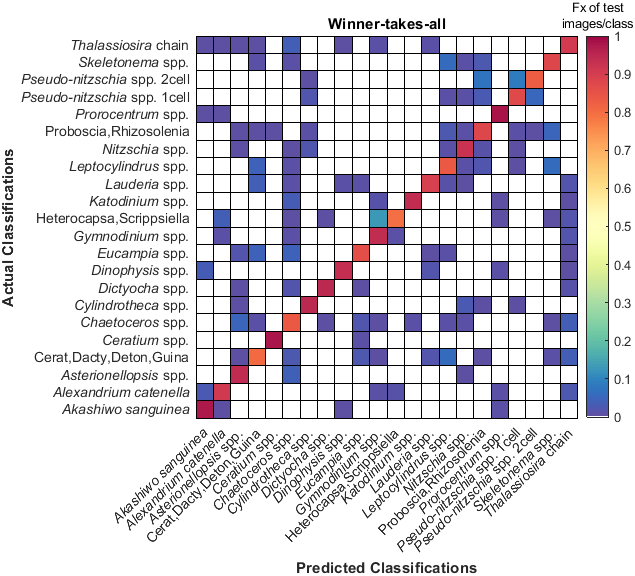 Winner-takes-all
Fx of test
images/class
Actual Classifications
Thalassiosira chain
Skeletonema spp.
Pseudo-nitzschia spp. 2cell
Pseudo-nitzschia spp. 1cell
Prorocentrum spp.
Proboscia,Rhizosolenia
Nitzschia spp.
Leptocylindrus spp.
Lauderia spp.
Katodinium spp.
Heterocapsa,Scrippsiella
Gymnodinium spp.
Eucampia spp.
Dinophysis spp.
Dictyocha spp.
Cylindrotheca spp.
Chaetoceros spp.
Ceratium spp.
Cerat,Dacty,Deton,Guina
Asterionellopsis spp.
Alexandrium catenella
Akashiwo sanguinea
1
0.9
0.8
0.7
0.6
0.5
0.4
0.3
0.2
0.1
0
Akashiwo sanguinea
Alexandrium catenella
Asterionellopsis spp.
Cerat,Dacty,Deton,Guina
Ceratium spp.
Chaetoceros spp.
Cylindrotheca spp.
Dictyocha spp.
Dinophysis spp.
Eucampia spp.
Gymnodinium spp.
Heterocapsa,Scrippsiella
Katodinium spp.
Lauderia spp.
Leptocylindrus spp.
Nitzschia spp.
Proboscia,Rhizosolenia
Prorocentrum spp.
Pseudo-nitzschia spp. 1cell
Pseudo-nitzschia spp. 2cell
Skeletonema spp.
Thalassiosira chain
Predicted Classifications